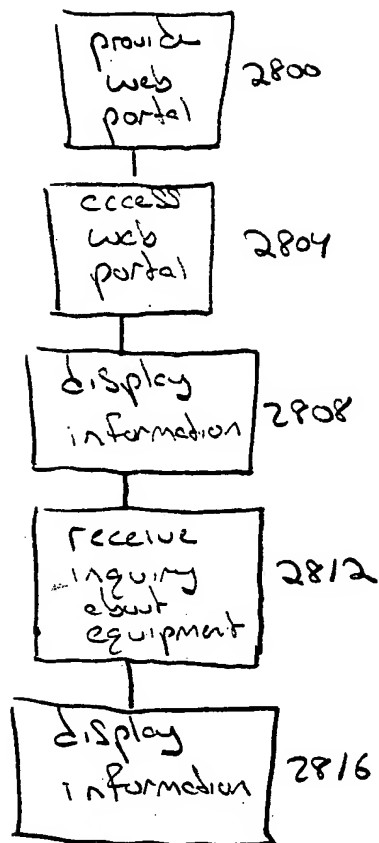 provide
web
portal
2800
access
web
portal
2804
display
information
2808
receive
inquiry
about
equipment
2812
display
information
2816